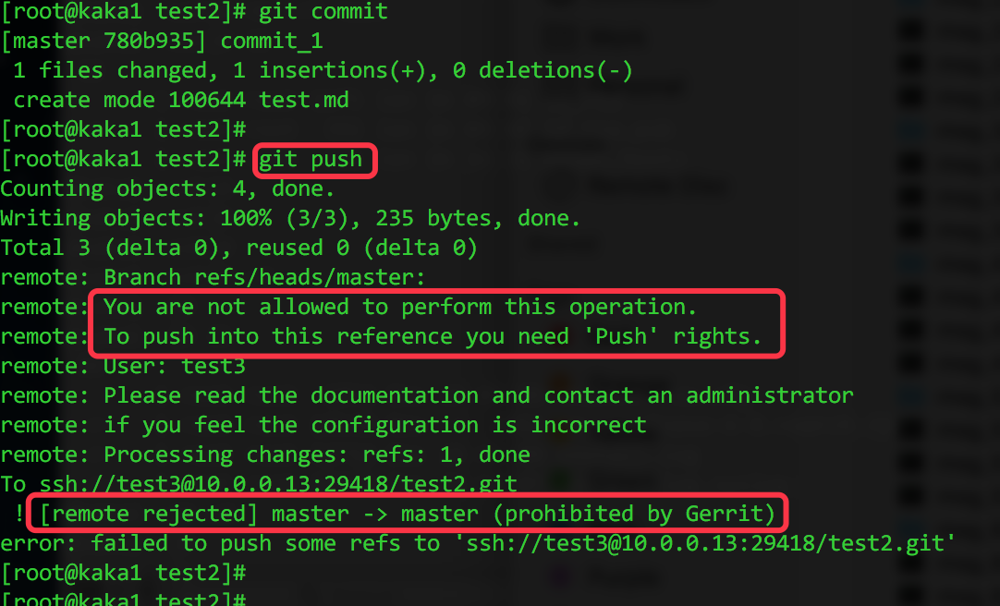 [root@kaka1 test2]# git commit
[master 780b935] commit_1
 1 files changed, 1 insertions(+), 0 deletions(-)
 create mode 100644 test.md
[root@kaka1 test2]#
[root@kaka1 test2]# git push
Counting objects: 4, done.
Writing objects: 100% (3/3), 235 bytes, done.
Total 3 (delta 0), reused 0 (delta 0)
remote: Branch refs/heads/master:
remote: You are not allowed to perform this operation.
remote: To push into this reference you need 'Push' rights.
remote: User: test3
remote: Please read the documentation and contact an administrator
remote: if you feel the configuration is incorrect
remote: Processing changes: refs: 1, done
To ssh://test3@10.0.0.13:29418/test2.git
 ! [remote rejected] master -> master (prohibited by Gerrit)
error: failed to push some refs to 'ssh://test3@10.0.0.13:29418/test2.git'
[root@kaka1 test2]#
[root@kaka1 test2]#